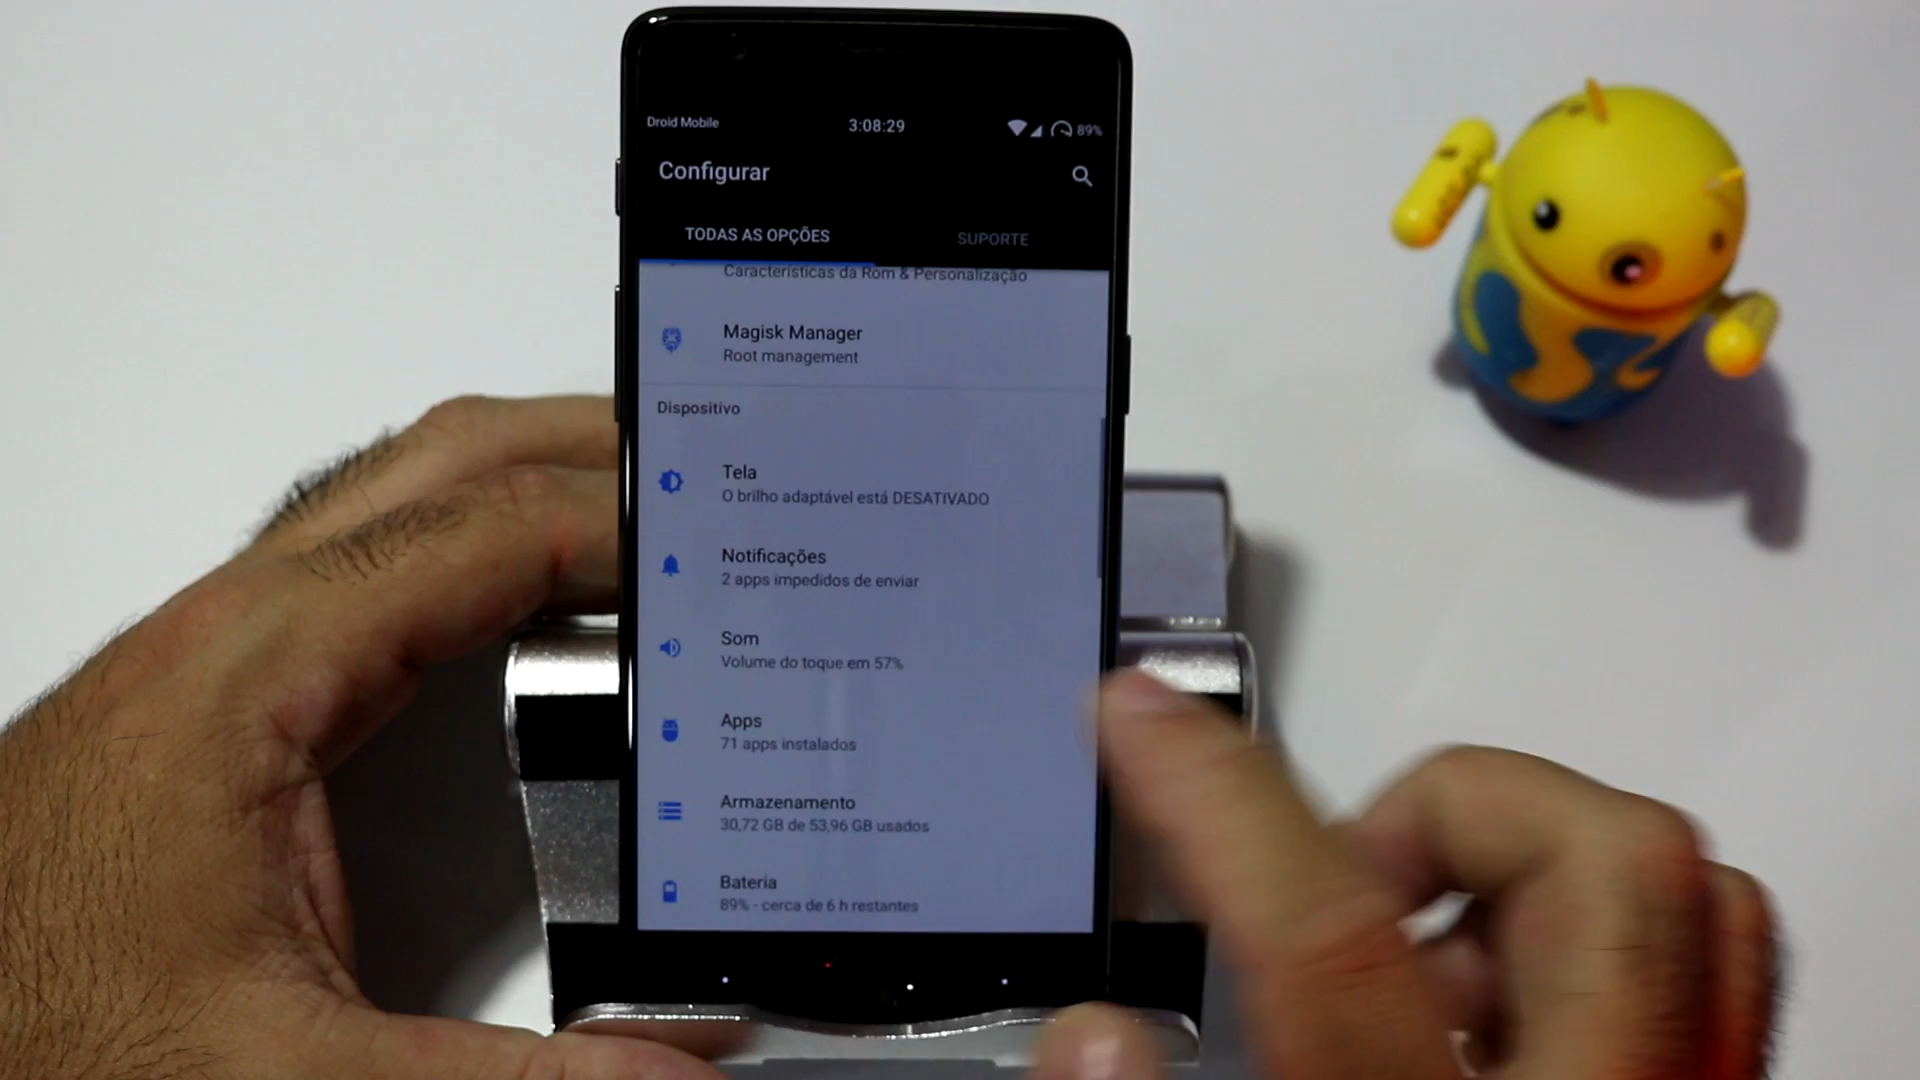 Droid Mobile
3:08:29
89%
Configurar
TODAS AS OPÇÕES
SUPORTE
Características da Rom & Personalização
Magisk Manager
Root management
Dispositivo
Tela
O brilho adaptável está DESATIVADO
Notificações
2 apps impedidos de enviar
Som
Volume do toque em 57%
Apps
71 apps instalados
Armazenamento
30,72 GB de 53,96 GB usados
Bateria
89% - cerca de 6 h restantes